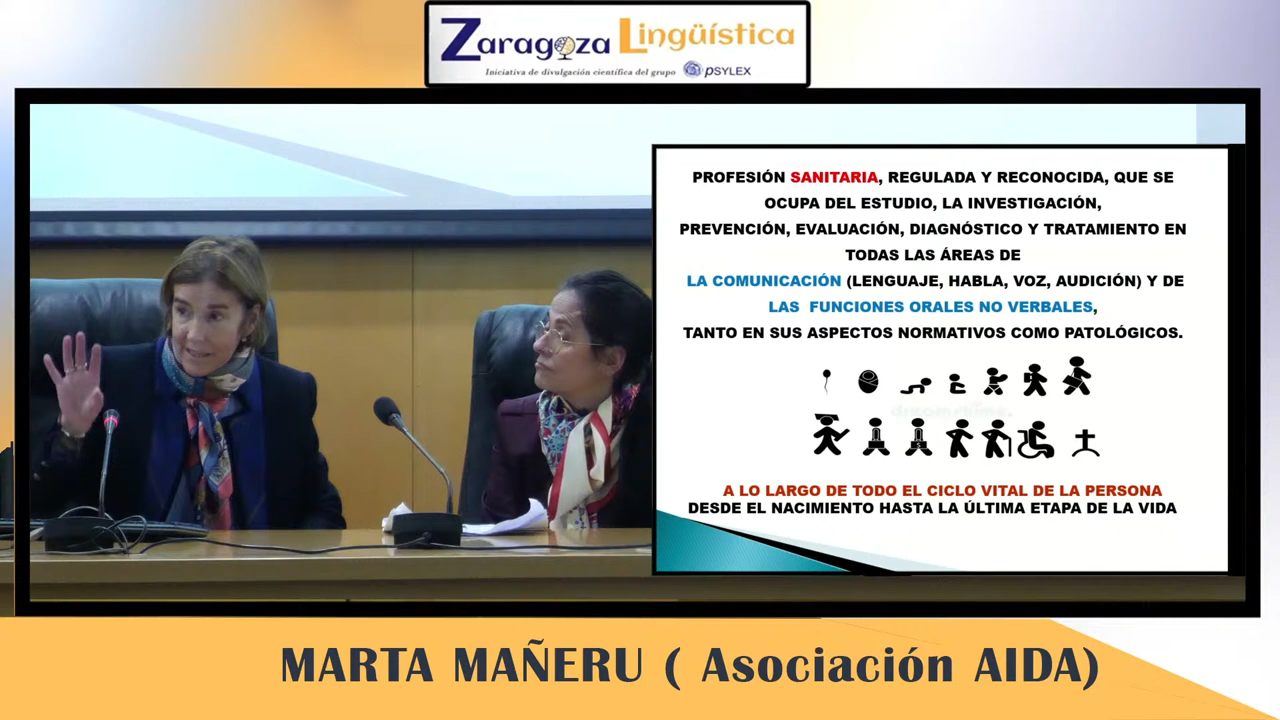 Zaragoza Lingüística
Iniciativa de divulgación científica del grupo PSYLEX
PROFESIÓN SANITARIA, REGULADA Y RECONOCIDA, QUE SE
OCUPA DEL ESTUDIO, LA INVESTIGACIÓN,
PREVENCIÓN, EVALUACIÓN, DIAGNÓSTICO Y TRATAMIENTO EN
TODAS LAS ÁREAS DE
LA COMUNICACIÓN (LENGUAJE, HABLA, VOZ, AUDICIÓN) Y DE
LAS FUNCIONES ORALES NO VERBALES,
TANTO EN SUS ASPECTOS NORMATIVOS COMO PATOLÓGICOS.
A LO LARGO DE TODO EL CICLO VITAL DE LA PERSONA
DESDE EL NACIMIENTO HASTA LA ÚLTIMA ETAPA DE LA VIDA
MARTA MAÑERU ( Asociación AIDA)